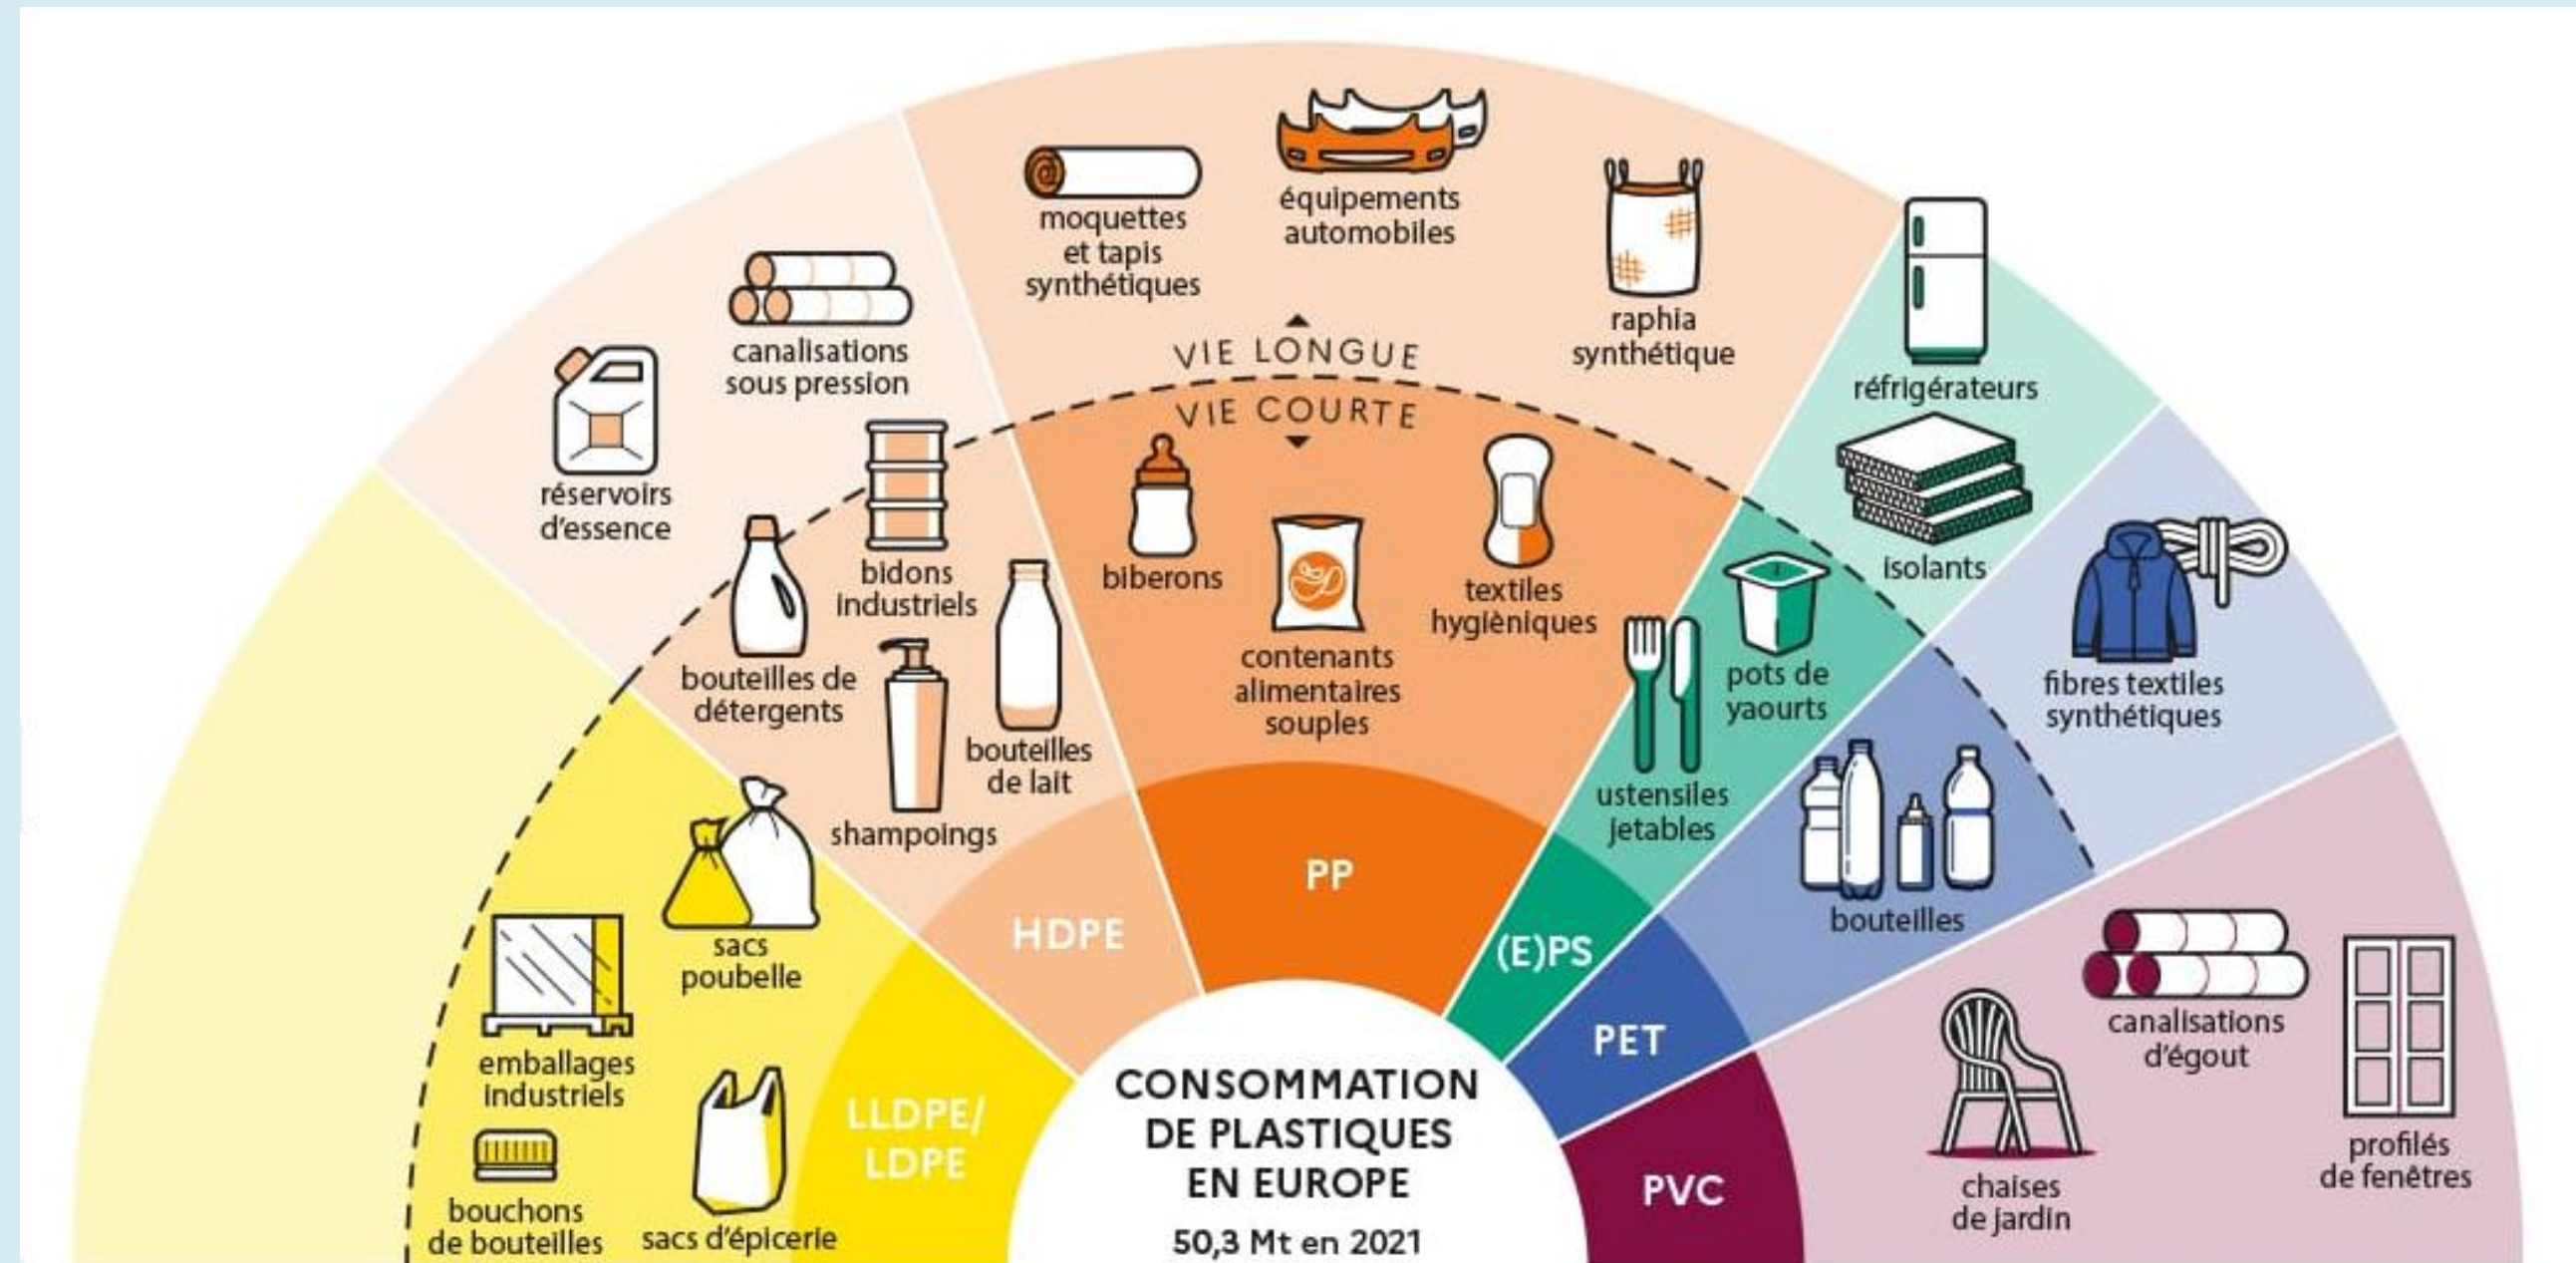 moquettes
et tapis
synthétiques
équipements
automobiles
raphia
synthétique
VIE LONGUE
VIE COURTE
canalisations
sous pression
réservoirs
d'essence
bidons
industriels
bouteilles de
détergents
bouteilles
de lait
shampoings
biberons
contenants
alimentaires
souples
textiles
hygièniques
réfrigérateurs
isolants
pots de
yaourts
ustensiles
jetables
fibres textiles
synthétiques
bouteilles
sacs
poubelle
emballages
industriels
bouchons
de bouteilles
sacs d'épicerie
canalisations
d'égout
profilés
de fenêtres
chaises
de jardin
LLDPE/
LDPE
HDPE
PP
(E)PS
PET
PVC
CONSOMMATION
DE PLASTIQUES
EN EUROPE
50,3 Mt en 2021